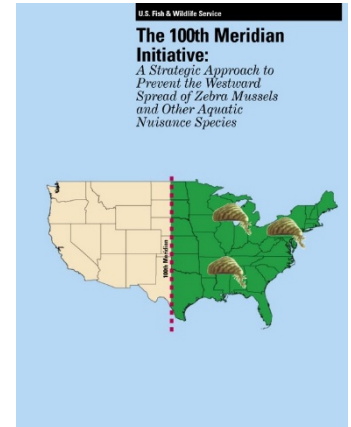 U.S. Fish & Wildlife Service
The 100th Meridian
Initiative:
A Strategic Approach to
Prevent the Westward
Spread of Zebra Mussels
and Other Aquatic
Nuisance Species
100th Meridian